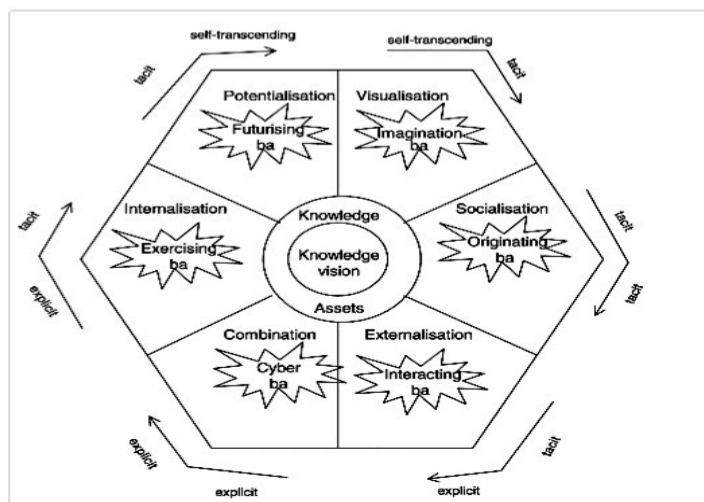 self-transcending
self-transcending
tacit
tacit
Potentialisation
Visualisation
Futurising
ba
Imagination
ba
Internalisation
Knowledge
Socialisation
tacit
tacit
Exercising
ba
Knowledge
vision
Originating
ba
explicit
Assets
tacit
Combination
Externalisation
Cyber
ba
Interacting
ba
explicit
tacit
explicit
explicit